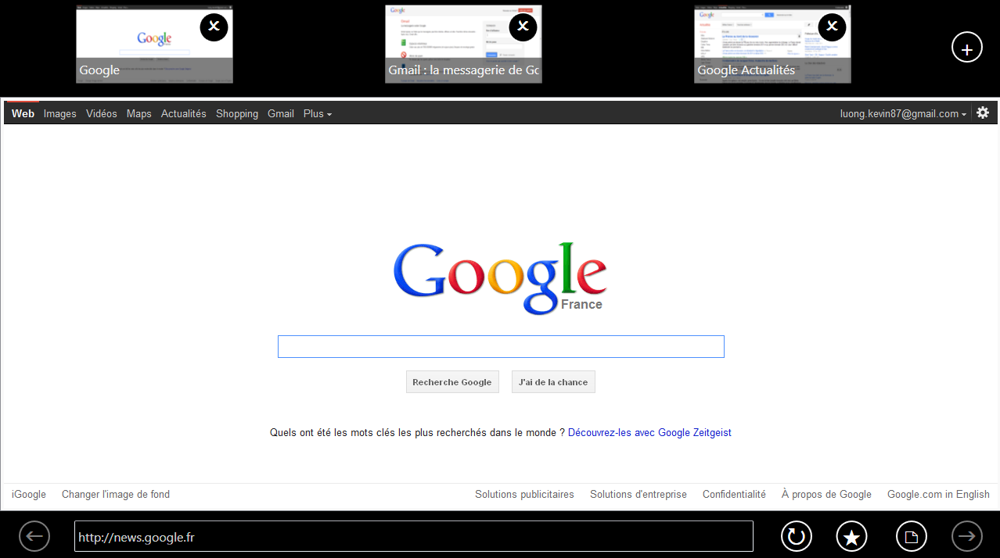 Google
Gmail : la messagerie de Go
Google Actualités
Web Images Vidéos Maps Actualités Shopping Gmail Plus
luong.kevin87@gmail.com
Google
France
Recherche Google
J'ai de la chance
Quels ont été les mots clés les plus recherchés dans le monde ? Découvrez-les avec Google Zeitgeist
iGoogle Changer l'image de fond
Solutions publicitaires Solutions d'entreprise Confidentialité À propos de Google Google.com in English
http://news.google.fr